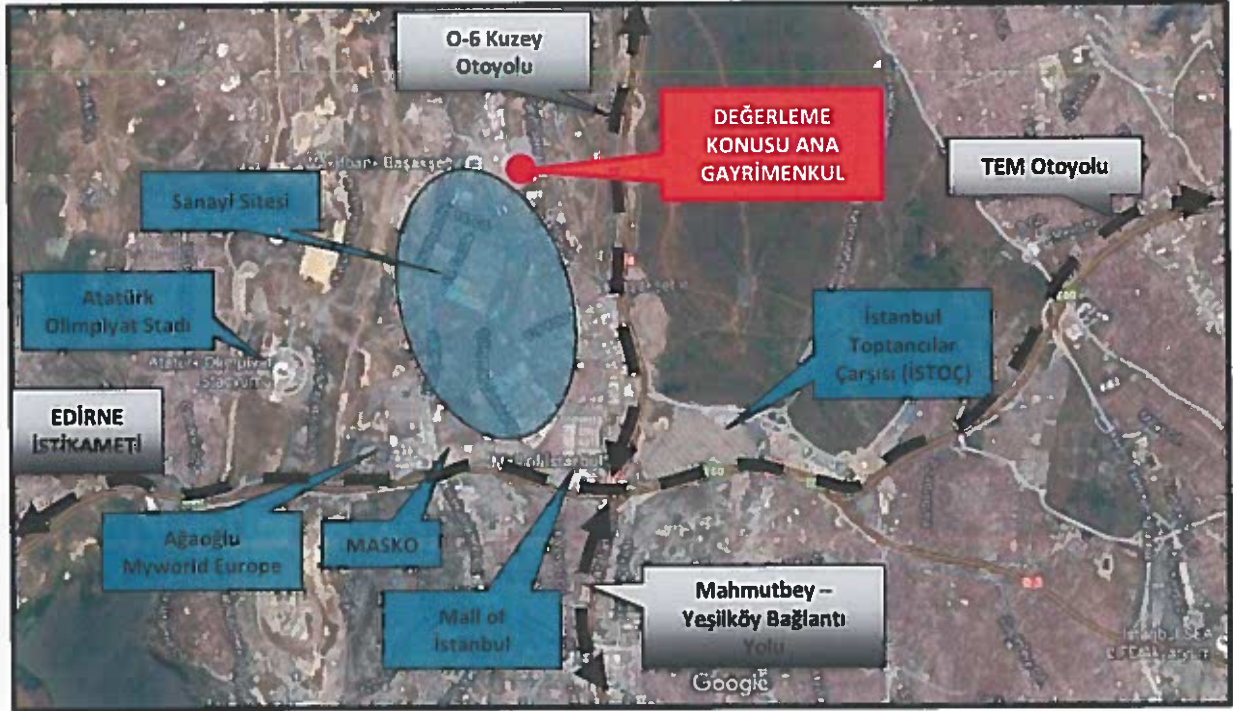 O-6 Kuzey
Otoyolu
DEĞERLEME
KONUSU ANA
GAYRİMENKUL
TEM Otoyolu
Sanayi Sitesi
Atatürk
Olimpiyat Stadı
İstanbul
Toptancılar
Çarşısı (İSTOÇ)
EDİRNE
İSTİKAMETİ
Ağaoğlu
Myworld Europe
MASKO
Mall of
İstanbul
Mahmutbey –
Yeşilköy Bağlantı
Yolu
Google